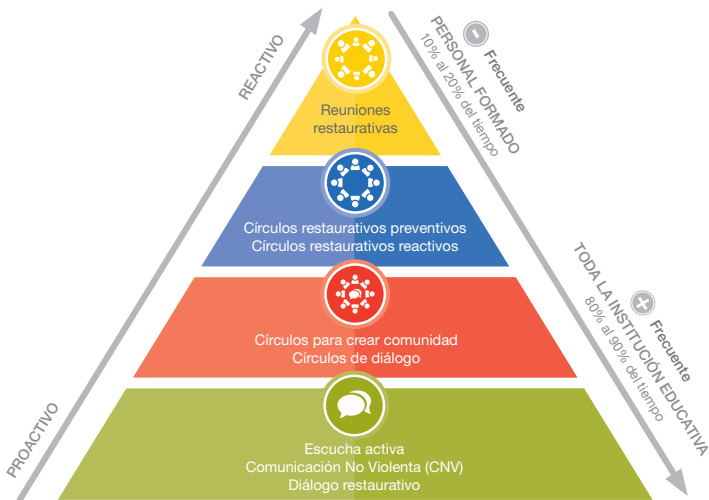 REACTIVO
PROACTIVO
Reuniones
restaurativas
Círculos restaurativos preventivos
Círculos restaurativos reactivos
Círculos para crear comunidad
Círculos de diálogo
Escucha activa
Comunicación No Violenta (CNV)
Diálogo restaurativo
- Frecuente
PERSONAL FORMADO
10% al 20% del tiempo
+ Frecuente
TODA LA INSTITUCIÓN EDUCATIVA
80% al 90% del tiempo